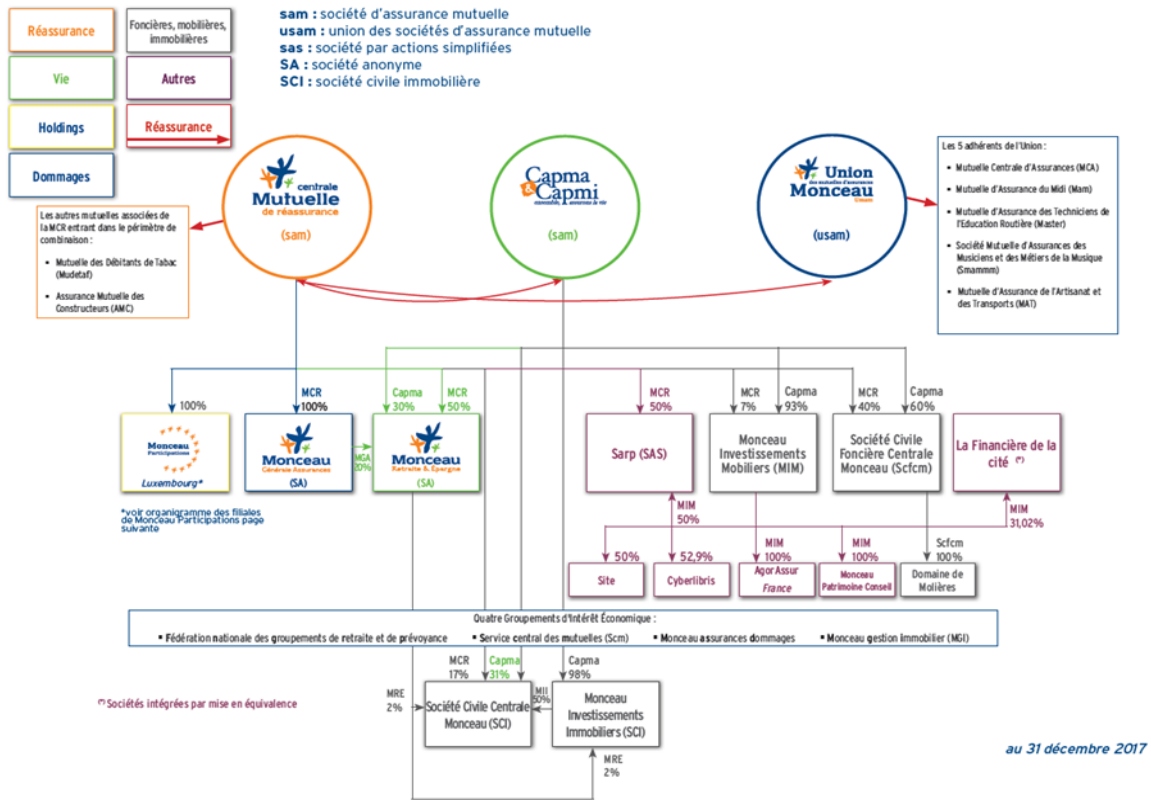 Réassurance
Foncières, mobilières,
immobilières
Vie
Autres
Holdings
Réassurance
Dommages
sam : société d'assurance mutuelle
usam : union des sociétés d'assurance mutuelle
sas : société par actions simplifiées
SA : société anonyme
SCI : société civile immobilière
centrale
Mutuelle
de réassurance
(sam)
Capma
& Capmi
ensemble, assurons la vie
(sam)
Union
des mutuelles d'assurances
Monceau
Usam
(usam)
Les autres mutuelles associées de
la MCR entrant dans le périmètre de
combinaison :
▪ Mutuelle des Débitants de Tabac
(Mudetaf)
▪ Assurance Mutuelle des
Constructeurs (AMC)
Les 5 adhérents de l'Union :
▪ Mutuelle Centrale d'Assurances (MCA)
▪ Mutuelle d'Assurance du Midi (Mam)
▪ Mutuelle d'Assurance des Techniciens de
l'Education Routière (Master)
▪ Société Mutuelle d'Assurances des
Musiciens et des Métiers de la Musique
(Smammm)
▪ Mutuelle d'Assurance de l'Artisanat et
des Transports (MAT)
100%
MCR
100%
Capma
30%
MCR
50%
MCR
50%
MCR
7%
Capma
93%
MCR
40%
Capma
60%
Monceau
Participations
Luxembourg*
Monceau
Générale Assurances
(SA)
MGA
20%
Monceau
Retraite & Épargne
(SA)
Sarp (SAS)
Monceau
Investissements
Mobiliers (MIM)
Société Civile
Foncière Centrale
Monceau (Scfcm)
La Financière de la
cité (*)
*voir organigramme des filiales
de Monceau Participations page
suivante
MIM
50%
MIM
31,02%
50%
52,9%
MIM
100%
MIM
100%
Scfcm
100%
Site
Cyberlibris
Agor Assur
France
Monceau
Patrimoine Conseil
Domaine de
Molières
Quatre Groupements d'Intérêt Économique :
▪ Fédération nationale des groupements de retraite et de prévoyance ▪ Service central des mutuelles (Scm) ▪ Monceau assurances dommages ▪ Monceau gestion immobilier (MGI)
MCR
17%
Capma
31%
Capma
98%
(*) Sociétés intégrées par mise en équivalence
MRE
2%
Société Civile Centrale
Monceau (SCI)
MII
50%
Monceau
Investissements
Immobiliers (SCI)
MRE
2%
au 31 décembre 2017